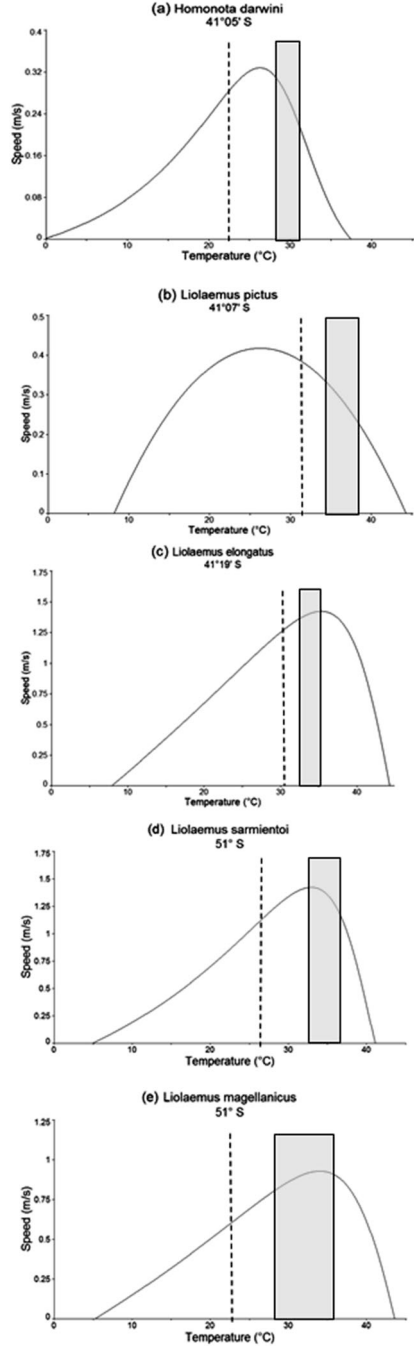 (a) Homonota darwini
41°05' S
0.4
0.32
0.24
0.16
0.08
0
Speed (m/s)
0 10 20 30 40
Temperature (°C)
(b) Liolaemus pictus
41°07' S
0.5
0.4
0.3
0.2
0.1
0
Speed (m/s)
0 10 20 30 40
Temperature (°C)
(c) Liolaemus elongatus
41°19' S
1.75
1.5
1.25
1
0.75
0.5
0.25
0
Speed (m/s)
0 10 20 30 40
Temperature (°C)
(d) Liolaemus sarmientoi
51° S
1.75
1.5
1.25
1
0.75
0.5
0.25
0
Speed (m/s)
0 10 20 30 40
Temperature (°C)
(e) Liolaemus magellanicus
51° S
1.25
1
0.75
0.5
0.25
0
Speed (m/s)
0 10 20 30 40
Temperature (°C)